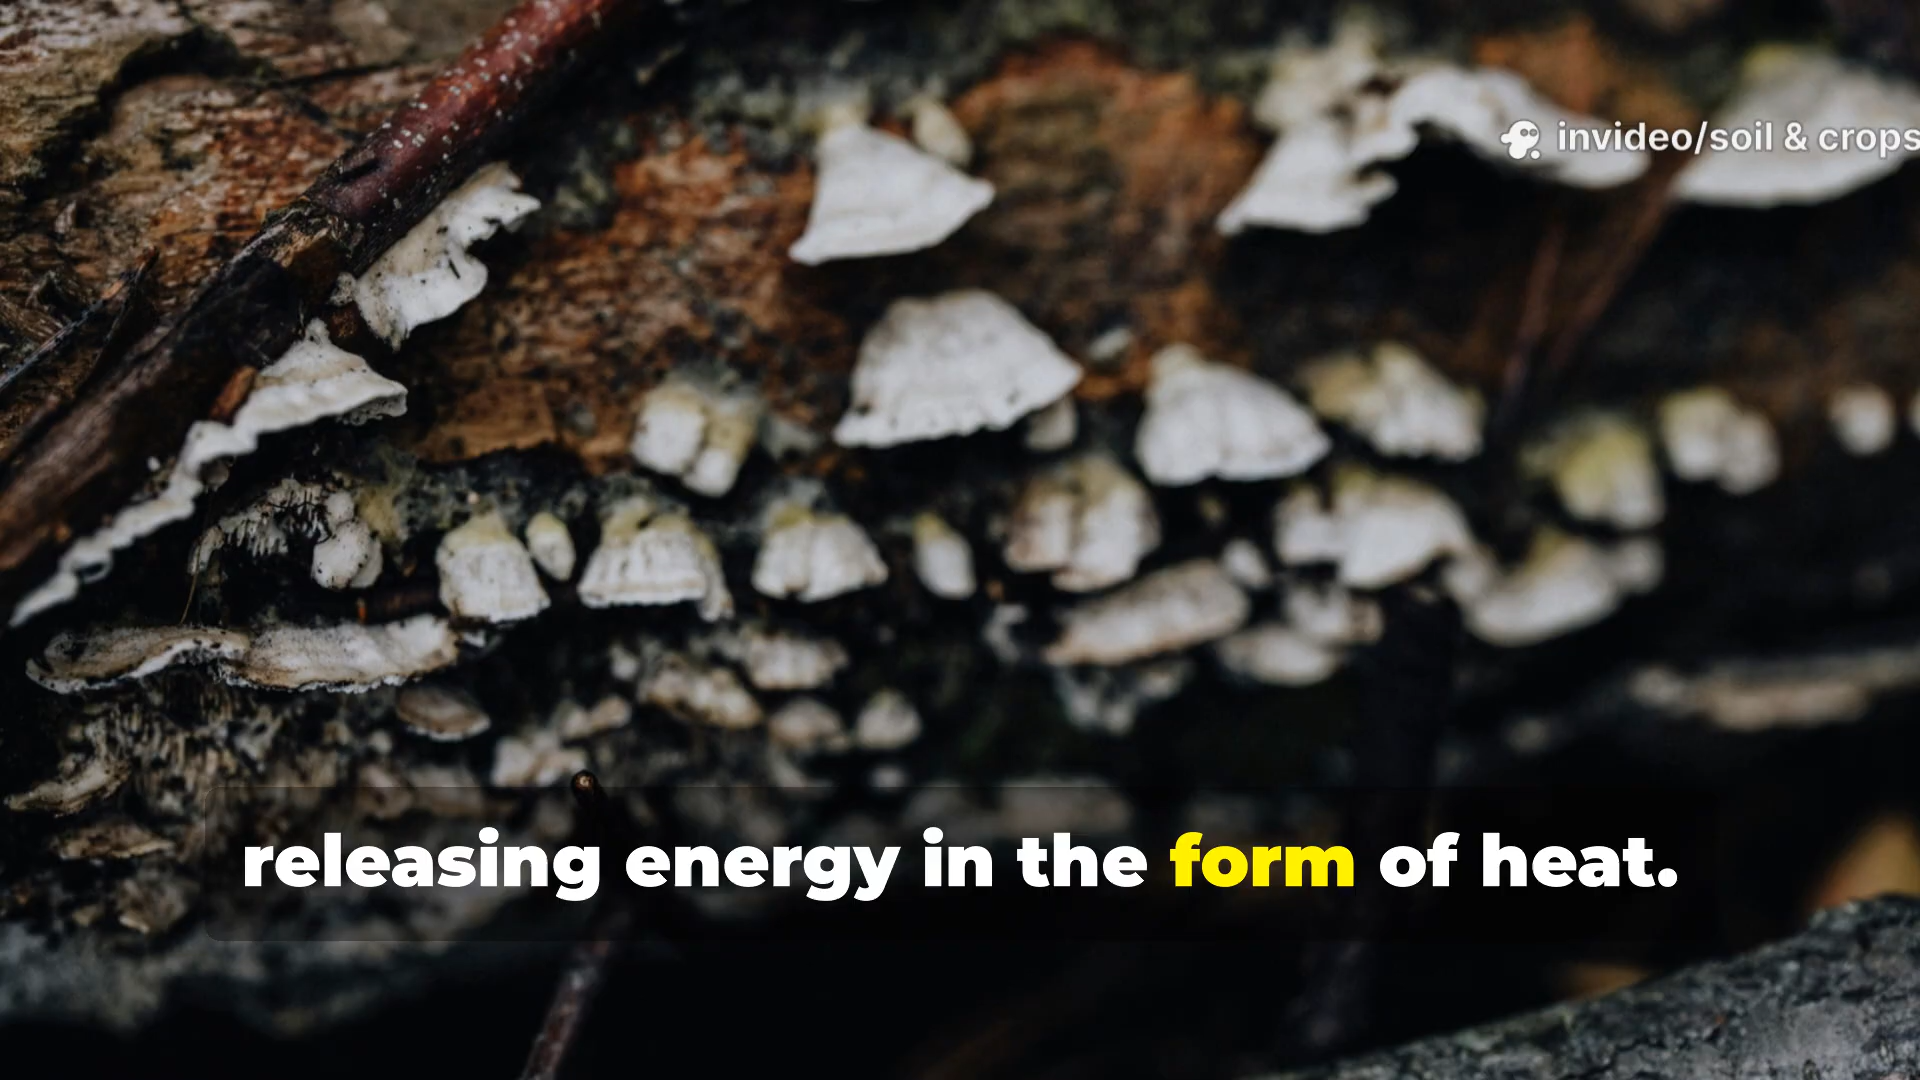 invideo/soil & crops
releasing energy in the form of heat.